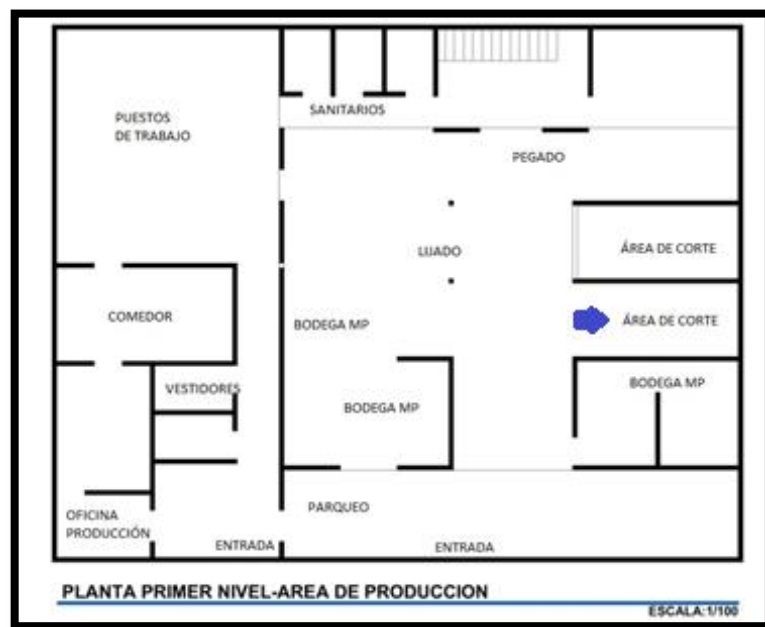 SANITARIOS
PUESTOS
DE TRABAJO
PEGADO
LIJADO
ÁREA DE CORTE
COMEDOR
BODEGA MP
ÁREA DE CORTE
VESTIDORES
BODEGA MP
BODEGA MP
OFICINA
PRODUCCIÓN
PARQUEO
ENTRADA
ENTRADA
PLANTA PRIMER NIVEL-AREA DE PRODUCCION
ESCALA:1/100